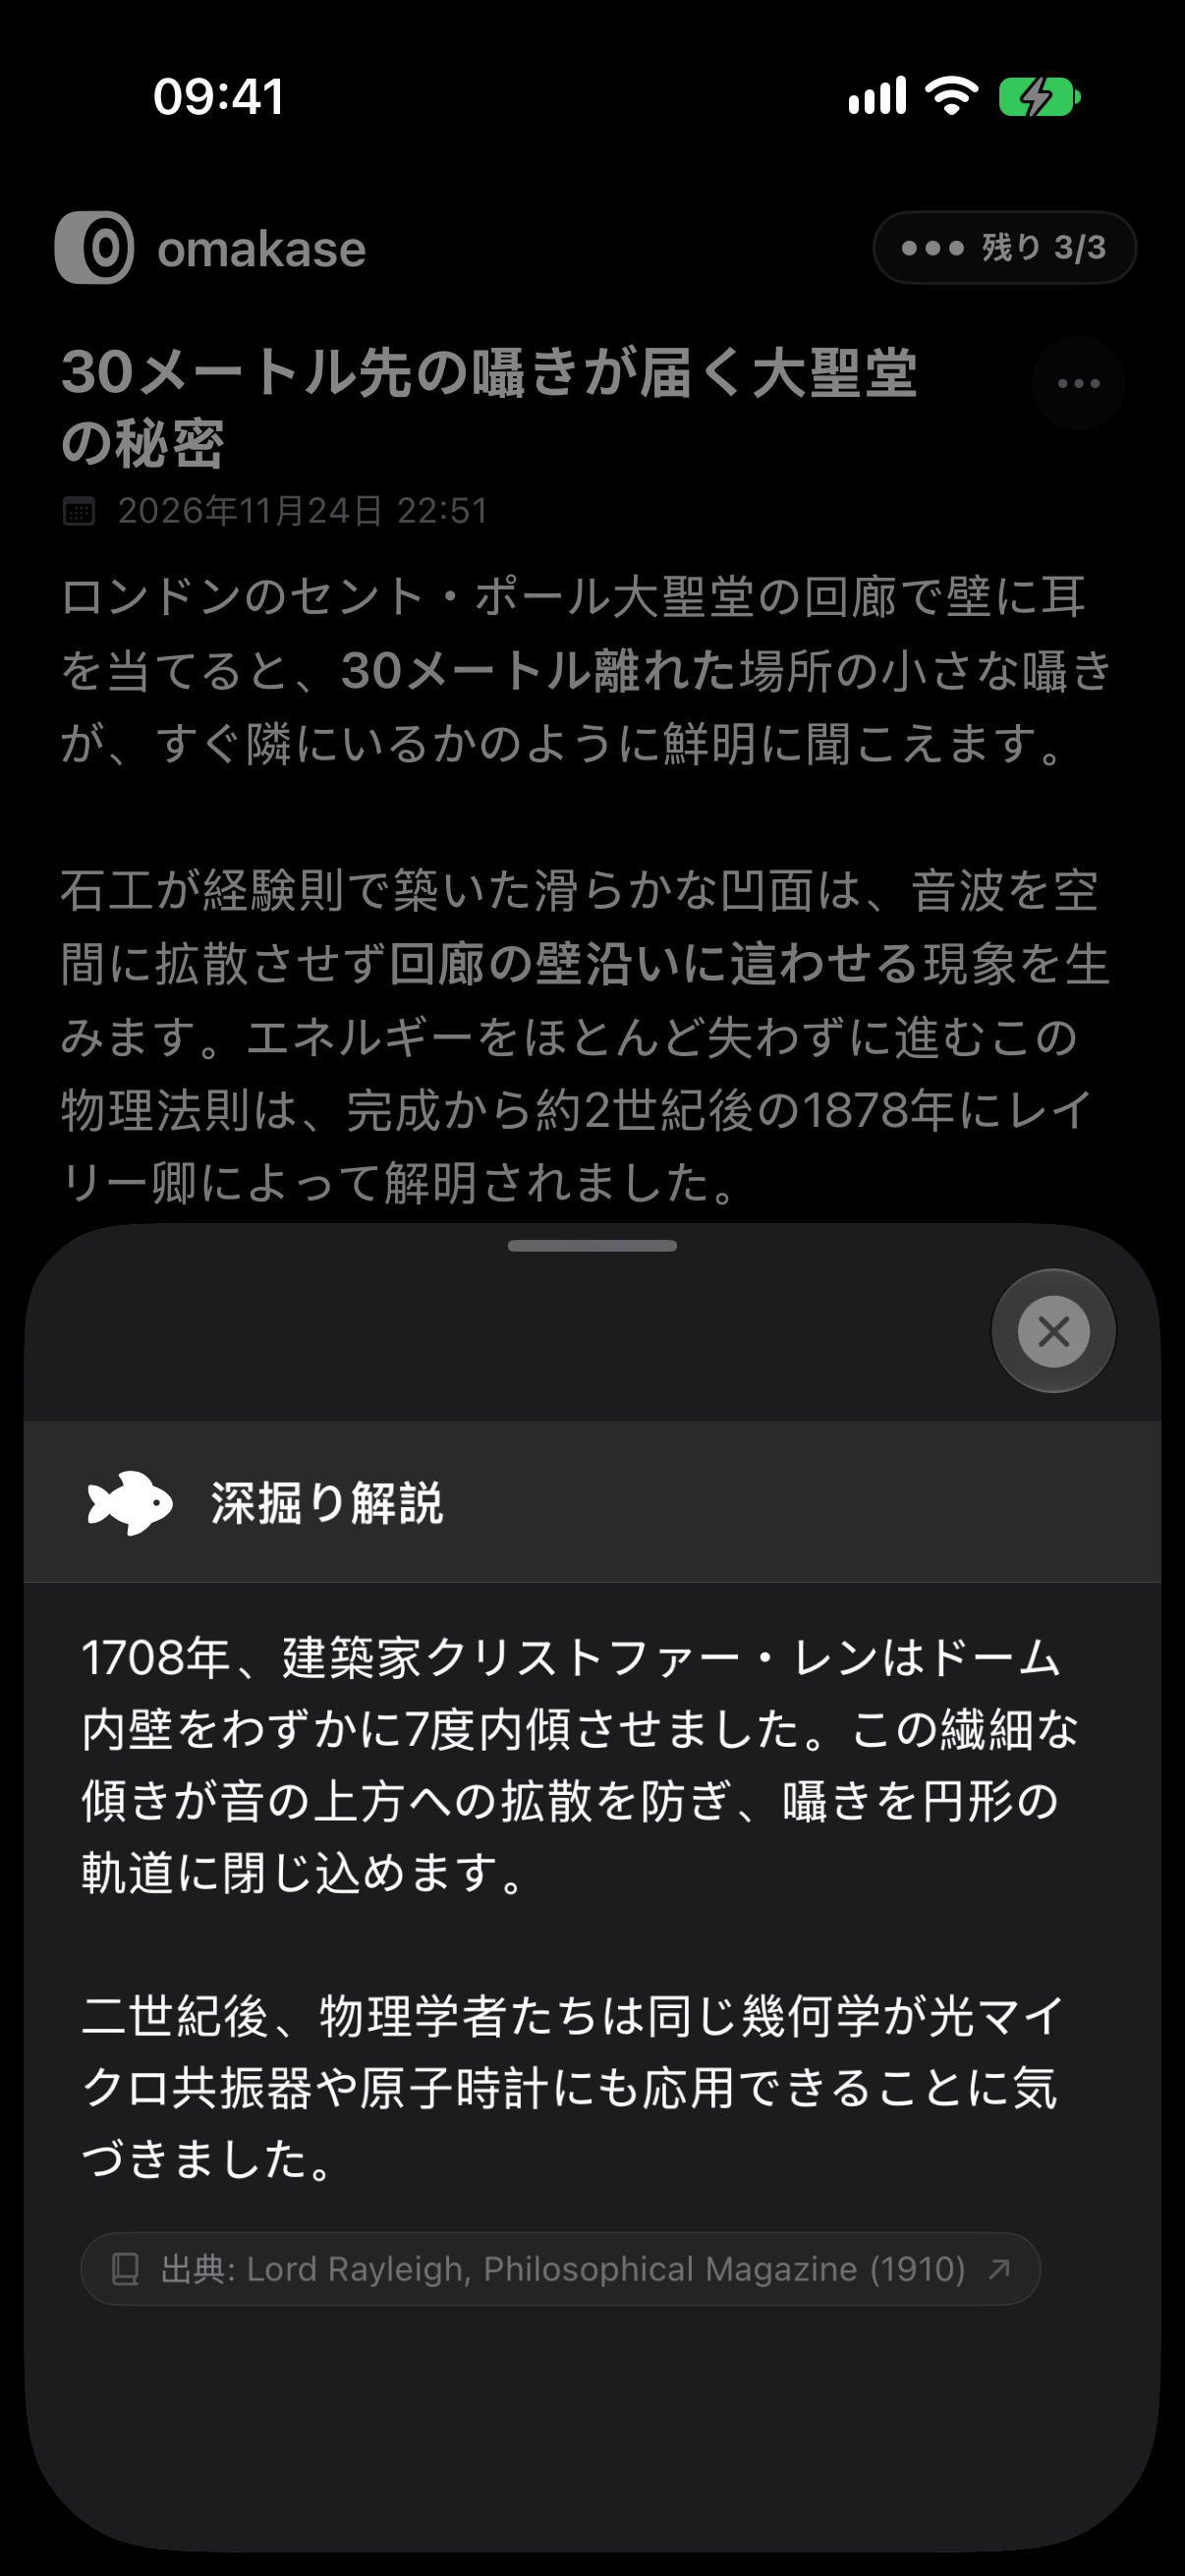 09:41
omakase
残り 3/3
30メートル先の囁きが届く大聖堂
の秘密
2026年11月24日 22:51
ロンドンのセント・ポール大聖堂の回廊で壁に耳
を当てると、30メートル離れた場所の小さな囁き
が、すぐ隣にいるかのように鮮明に聞こえます。
石工が経験則で築いた滑らかな凹面は、音波を空
間に拡散させず回廊の壁沿いに這わせる現象を生
みます。エネルギーをほとんど失わずに進むこの
物理法則は、完成から約2世紀後の1878年にレイ
リー卿によって解明されました。
深掘り解説
1708年、建築家クリストファー・レンはドーム
内壁をわずかに7度内傾させました。この繊細な
傾きが音の上方への拡散を防ぎ、囁きを円形の
軌道に閉じ込めます。
二世紀後、物理学者たちは同じ幾何学が光マイ
クロ共振器や原子時計にも応用できることに気
づきました。
出典: Lord Rayleigh, Philosophical Magazine (1910)